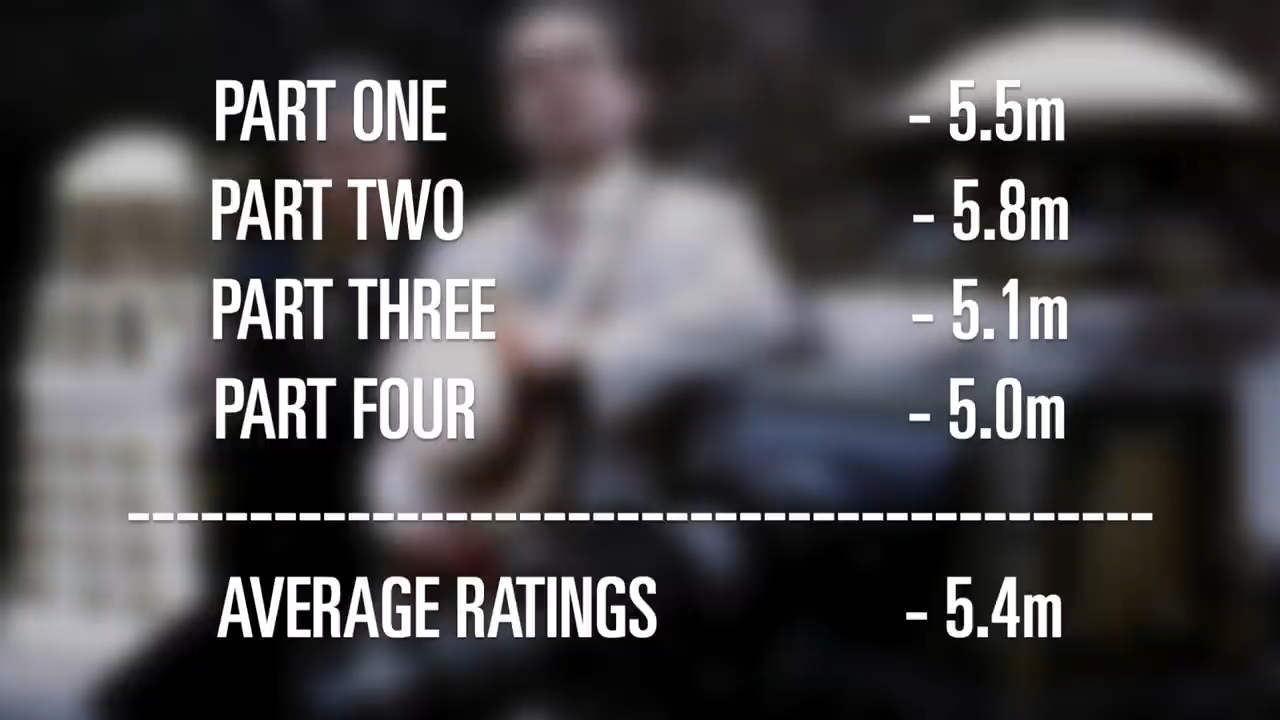 PART ONE - 5.5m
PART TWO - 5.8m
PART THREE - 5.1m
PART FOUR - 5.0m
AVERAGE RATINGS - 5.4m